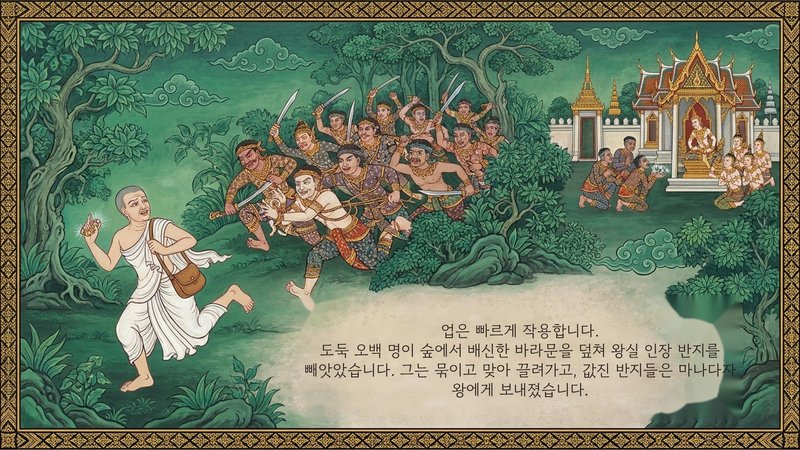 업은 빠르게 작용합니다.
도둑 오백 명이 숲에서 배신한 바라문을 덮쳐 왕실 인장 반지를
빼앗았습니다. 그는 묶이고 맞아 끌려가고, 값진 반지들은 마나다자
왕에게 보내졌습니다.